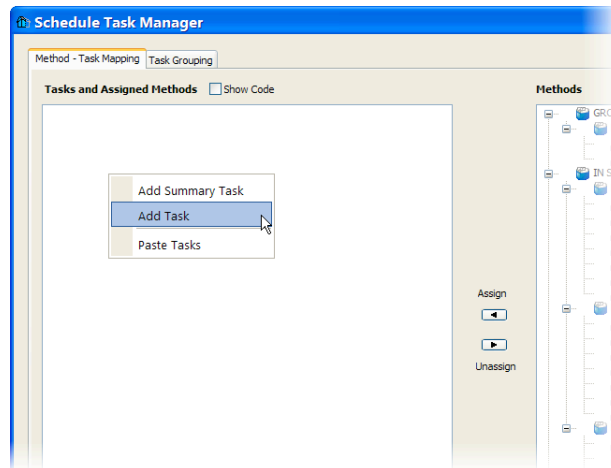 Schedule Task Manager
Method - Task Mapping
Task Grouping
Tasks and Assigned Methods
Show Code
Methods
Add Summary Task
Add Task
Paste Tasks
Assign
Unassign